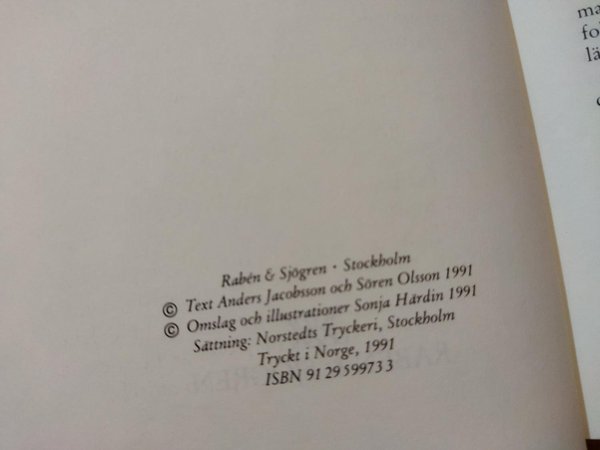 Rabén & Sjögren · Stockholm
© Text Anders Jacobsson och Sören Olsson 1991
© Omslag och illustrationer Sonja Härdin 1991
Sättning: Norstedts Tryckeri, Stockholm
Tryckt i Norge, 1991
ISBN 91 29 59973 3